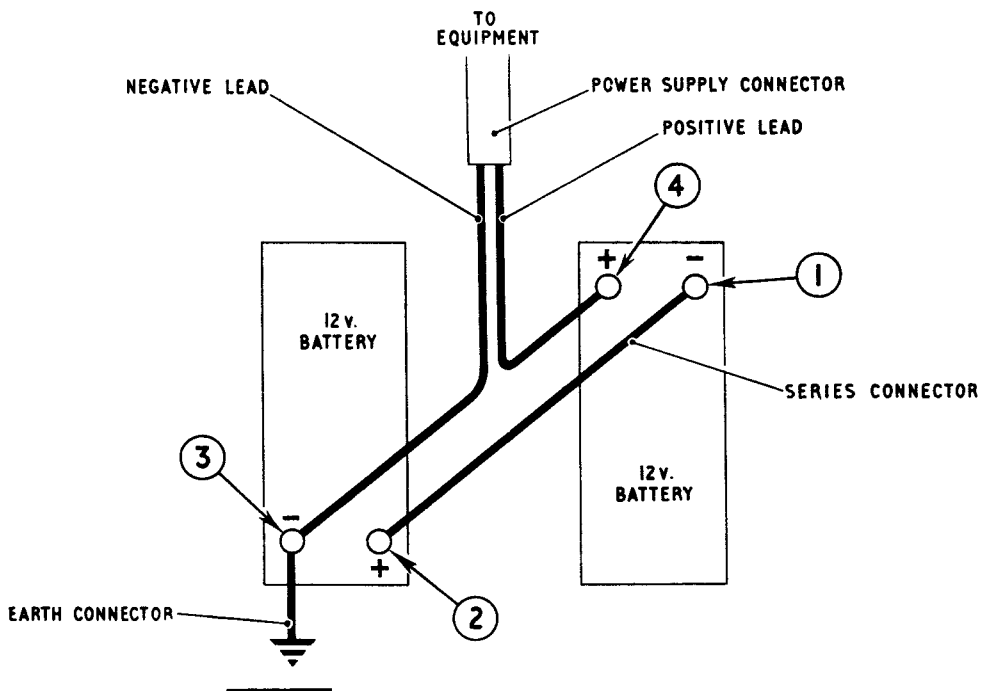 TO
EQUIPMENT
NEGATIVE LEAD
POWER SUPPLY CONNECTOR
POSITIVE LEAD
4
+
-
1
12 v.
BATTERY
SERIES CONNECTOR
3
12 v.
BATTERY
-
+
2
EARTH CONNECTOR